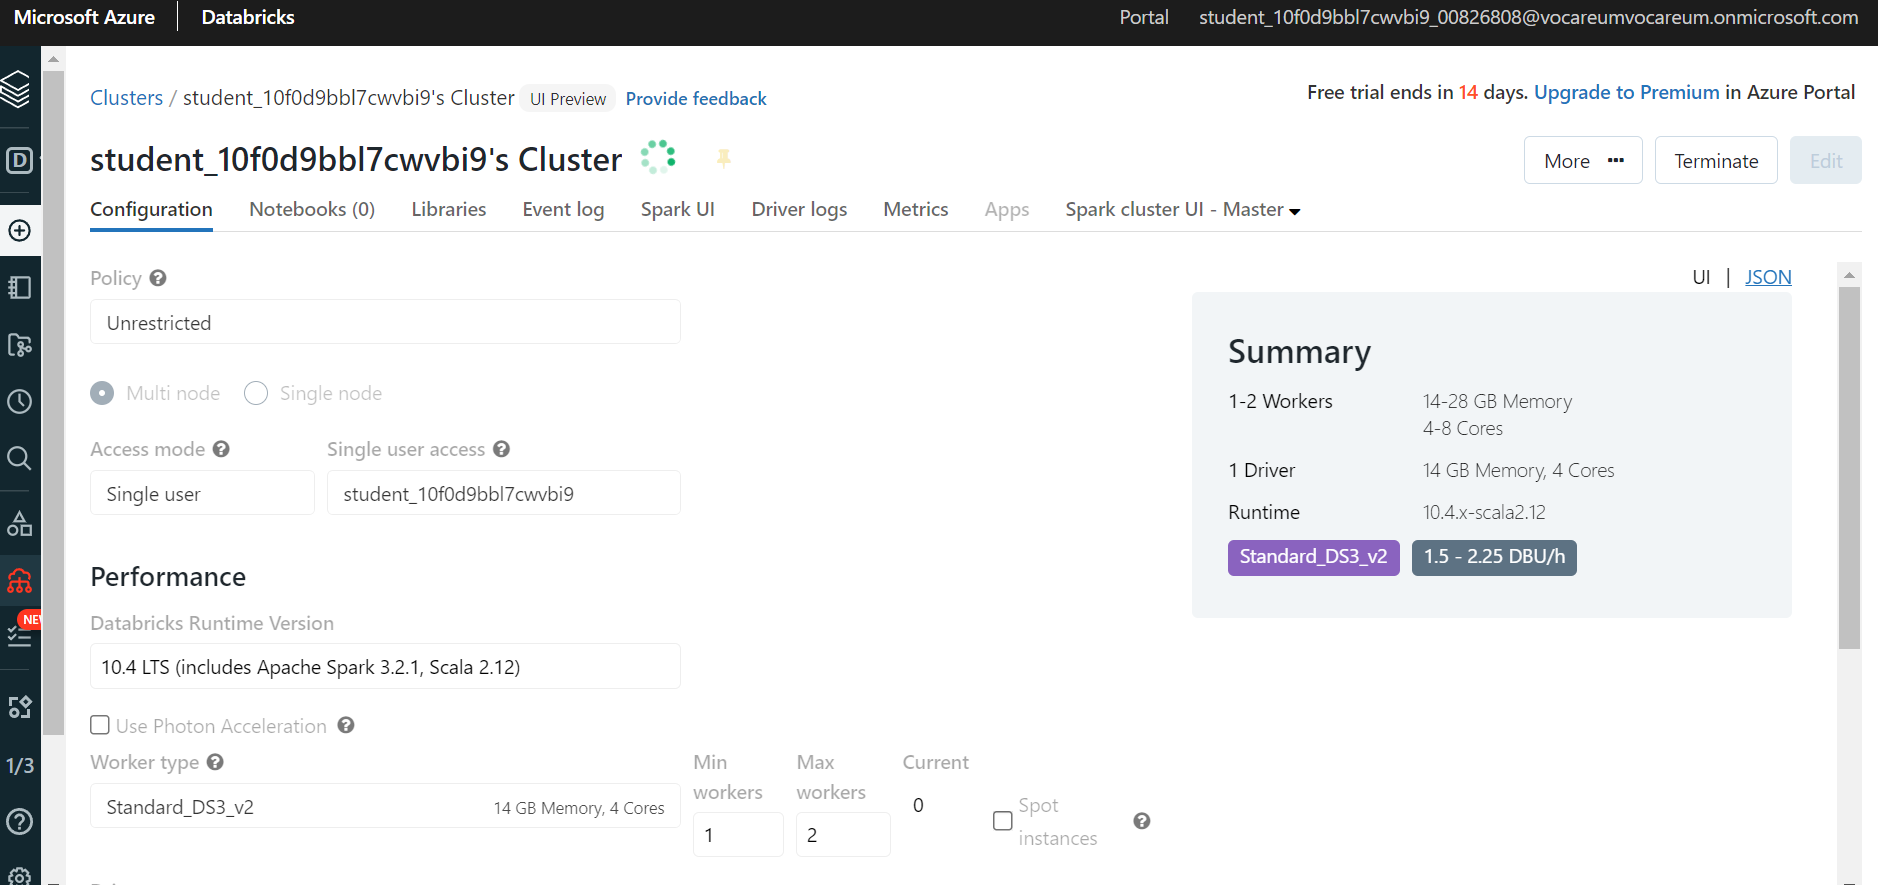 Microsoft Azure | Databricks
Portal student_10f0d9bbl7cwvbi9_00826808@vocareumvocareum.onmicrosoft.com
Clusters / student_10f0d9bbl7cwvbi9's Cluster UI Preview Provide feedback
Free trial ends in 14 days. Upgrade to Premium in Azure Portal
student_10f0d9bbl7cwvbi9's Cluster
More ••• Terminate Edit
Configuration Notebooks (0) Libraries Event log Spark UI Driver logs Metrics Apps Spark cluster UI - Master
Policy ?
UI | JSON
Unrestricted
Multi node Single node
Access mode ? Single user access ?
Single user student_10f0d9bbl7cwvbi9
Summary
1-2 Workers 14-28 GB Memory
4-8 Cores
1 Driver 14 GB Memory, 4 Cores
Runtime 10.4.x-scala2.12
Standard_DS3_v2 1.5 - 2.25 DBU/h
Performance
Databricks Runtime Version
10.4 LTS (includes Apache Spark 3.2.1, Scala 2.12)
Use Photon Acceleration ?
Worker type ? Min workers Max workers Current
Standard_DS3_v2 14 GB Memory, 4 Cores 1 2 0 Spot instances ?
D
1/3